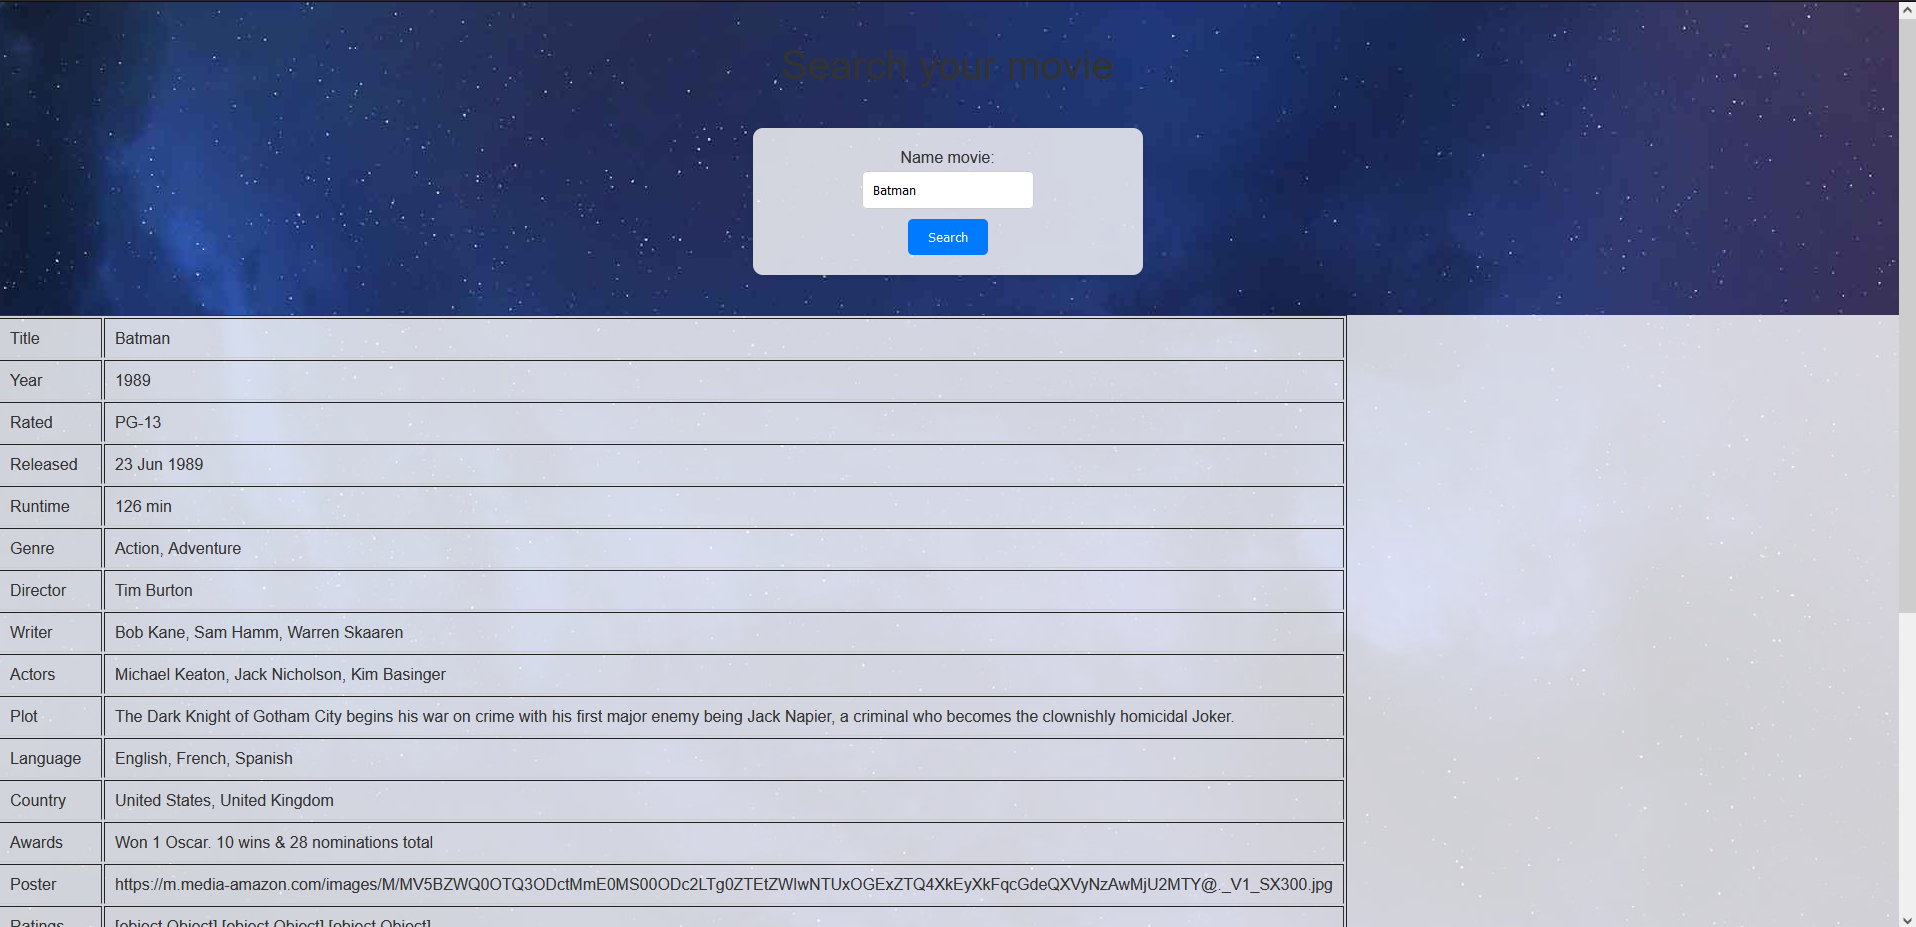 Search your movie
Name movie:
Batman
Search
Title Batman
Year 1989
Rated PG-13
Released 23 Jun 1989
Runtime 126 min
Genre Action, Adventure
Director Tim Burton
Writer Bob Kane, Sam Hamm, Warren Skaaren
Actors Michael Keaton, Jack Nicholson, Kim Basinger
Plot The Dark Knight of Gotham City begins his war on crime with his first major enemy being Jack Napier, a criminal who becomes the clownishly homicidal Joker.
Language English, French, Spanish
Country United States, United Kingdom
Awards Won 1 Oscar. 10 wins & 28 nominations total
Poster https://m.media-amazon.com/images/M/MV5BZWQ0OTQ3ODctMmE0MS00ODc2LTg0ZTEtZWIwNTUxOGExZTQ4XkEyXkFqcGdeQXVyNzAwMjU2MTY@._V1_SX300.jpg
Ratings [object Object],[object Object],[object Object]